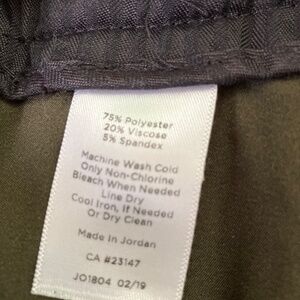 75% Polyester
20% Viscose
5% Spandex
Machine Wash Cold
Only Non-Chlorine
Bleach When Needed
Line Dry
Cool Iron, If Needed
Or Dry Clean
Made In Jordan
CA #23147
JO1804 02/19